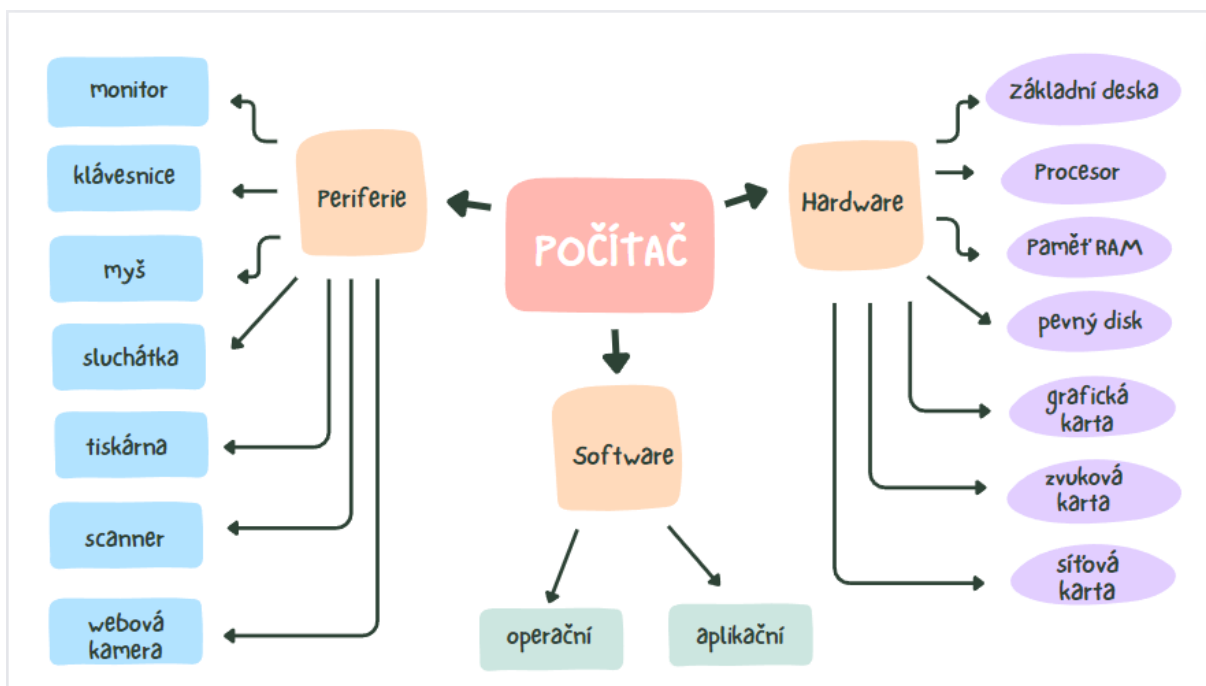 monitor
klávesnice
myš
sluchátka
tiskárna
scanner
webová
kamera
Periferie
POČÍTAČ
Software
operační
aplikační
Hardware
základní deska
Procesor
Paměť RAM
pevný disk
grafická
karta
zvuková
karta
síťová
karta